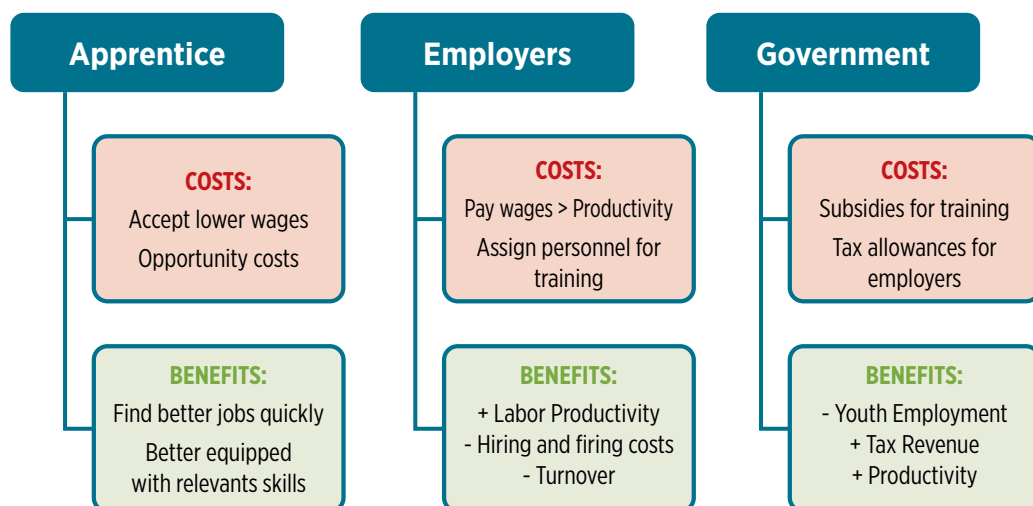 Apprentice
COSTS:
Accept lower wages
Opportunity costs
BENEFITS:
Find better jobs quickly
Better equipped
with relevants skills
Employers
COSTS:
Pay wages > Productivity
Assign personnel for
training
BENEFITS:
+ Labor Productivity
- Hiring and firing costs
- Turnover
Government
COSTS:
Subsidies for training
Tax allowances for
employers
BENEFITS:
- Youth Employment
+ Tax Revenue
+ Productivity